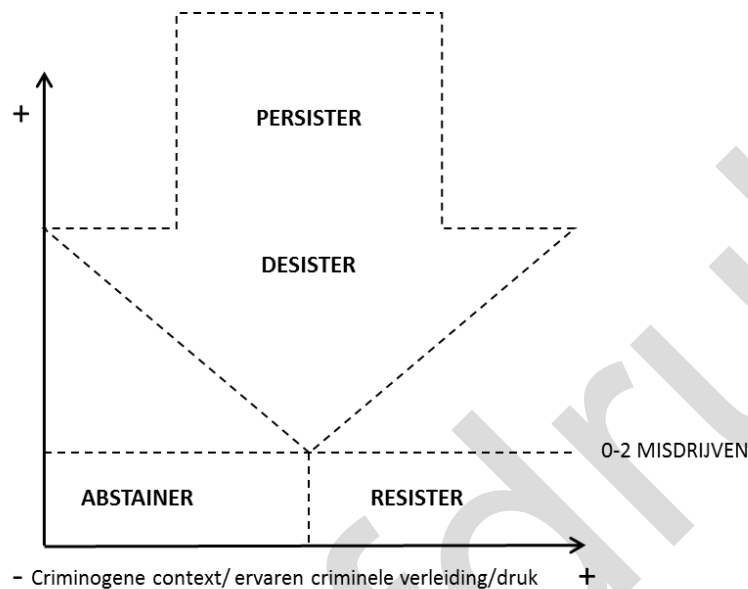 PERSISTER
+
DESISTER
0-2 MISDRIJVEN
ABSTAINER RESISTER
- Criminogene context/ ervaren criminele verleiding/druk +